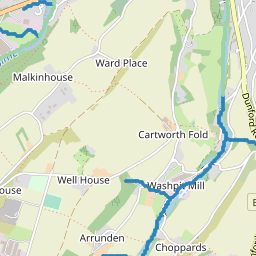 Ward Place
Malkinhouse
Dunford
Cartworth Fold
Well House
Washpit Mill
ouse
Arrunden
Choppards